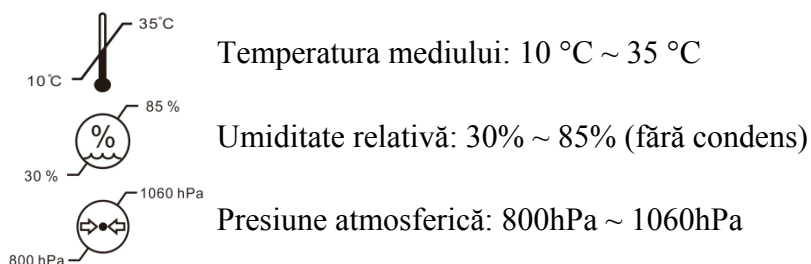 35°C
Temperatura mediului: 10 °C ~ 35 °C
10°C
85 %
%
Umiditate relativă: 30% ~ 85% (fără condens)
30 %
1060 hPa
Presiune atmosferică: 800hPa ~ 1060hPa
800 hPa